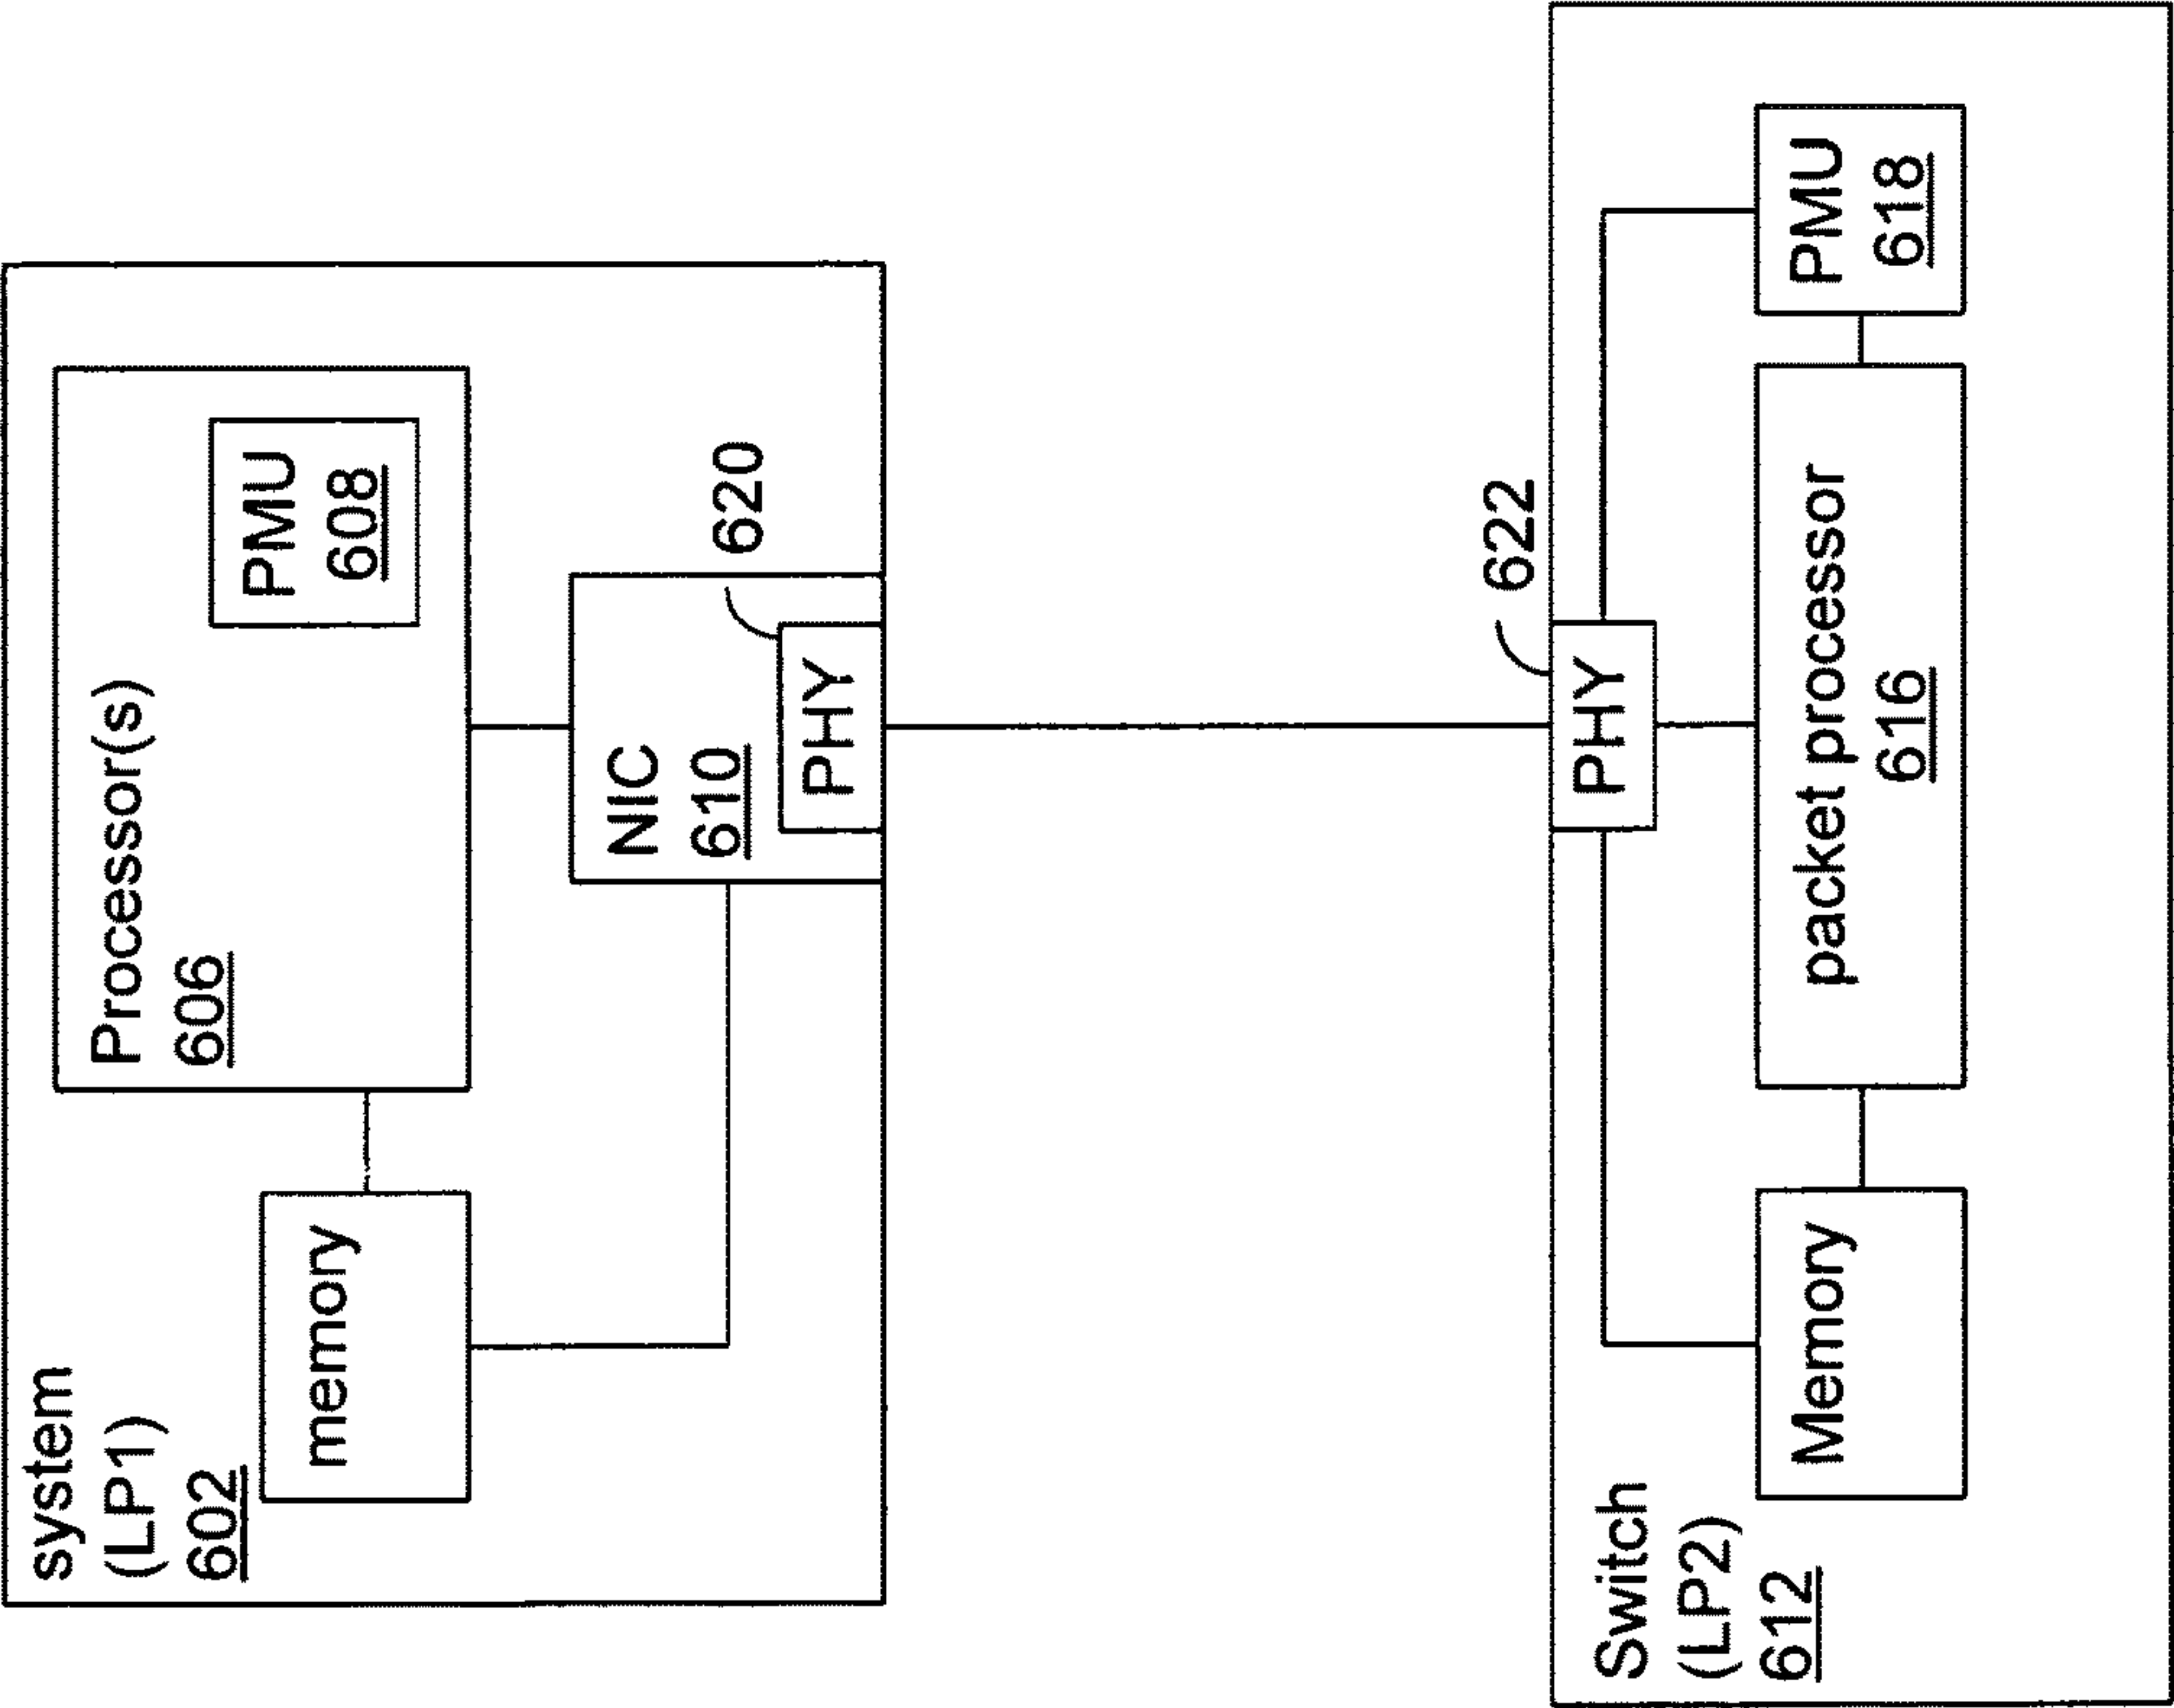 system
(LP1)
602
memory
Processor(s)
606
PMU
608
NIC
610
PHY
620
Switch
(LP2)
612
PHY
622
Memory
packet processor
616
PMU
618